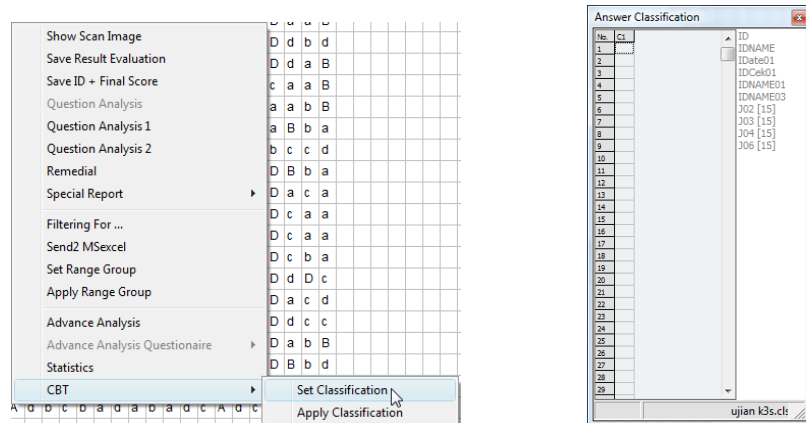 Show Scan Image
Save Result Evaluation
Save ID + Final Score
Question Analysis
Question Analysis 1
Question Analysis 2
Remedial
Special Report
Filtering For ...
Send2 MSexcel
Set Range Group
Apply Range Group
Advance Analysis
Advance Analysis Questionaire
Statistics
CBT
Set Classification
Apply Classification
D d b d
D d a B
c a a B
a a b B
a B b a
b c c d
D B b a
D a c a
D c a a
D c a a
D c b a
D d D c
D a c d
D d c c
D a b B
D B b d
Answer Classification
No. C1
1
2
3
4
5
6
7
8
9
10
11
12
13
14
15
16
17
18
19
20
21
22
23
24
25
26
27
28
29
ID
IDNAME
IDate01
IDCek01
IDNAME01
IDNAME03
J02 [15]
J03 [15]
J04 [15]
J06 [15]
ujian k3s.cls